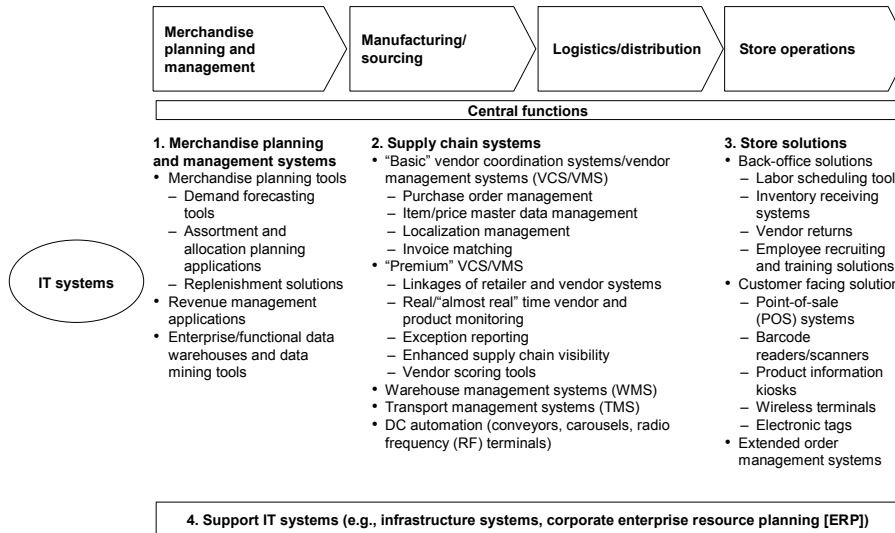 Merchandise
planning and
management
Manufacturing/
sourcing
Logistics/distribution
Store operations
Central functions
IT systems
1. Merchandise planning
and management systems
• Merchandise planning tools
– Demand forecasting
tools
– Assortment and
allocation planning
applications
– Replenishment solutions
• Revenue management
applications
• Enterprise/functional data
warehouses and data
mining tools
2. Supply chain systems
• “Basic” vendor coordination systems/vendor
management systems (VCS/VMS)
– Purchase order management
– Item/price master data management
– Localization management
– Invoice matching
• “Premium” VCS/VMS
– Linkages of retailer and vendor systems
– Real/“almost real” time vendor and
product monitoring
– Exception reporting
– Enhanced supply chain visibility
– Vendor scoring tools
• Warehouse management systems (WMS)
• Transport management systems (TMS)
• DC automation (conveyors, carousels, radio
frequency (RF) terminals)
3. Store solutions
• Back-office solutions
– Labor scheduling tool
– Inventory receiving
systems
– Vendor returns
– Employee recruiting
and training solutions
• Customer facing solution
– Point-of-sale
(POS) systems
– Barcode
readers/scanners
– Product information
kiosks
– Wireless terminals
– Electronic tags
• Extended order
management systems
4. Support IT systems (e.g., infrastructure systems, corporate enterprise resource planning [ERP])